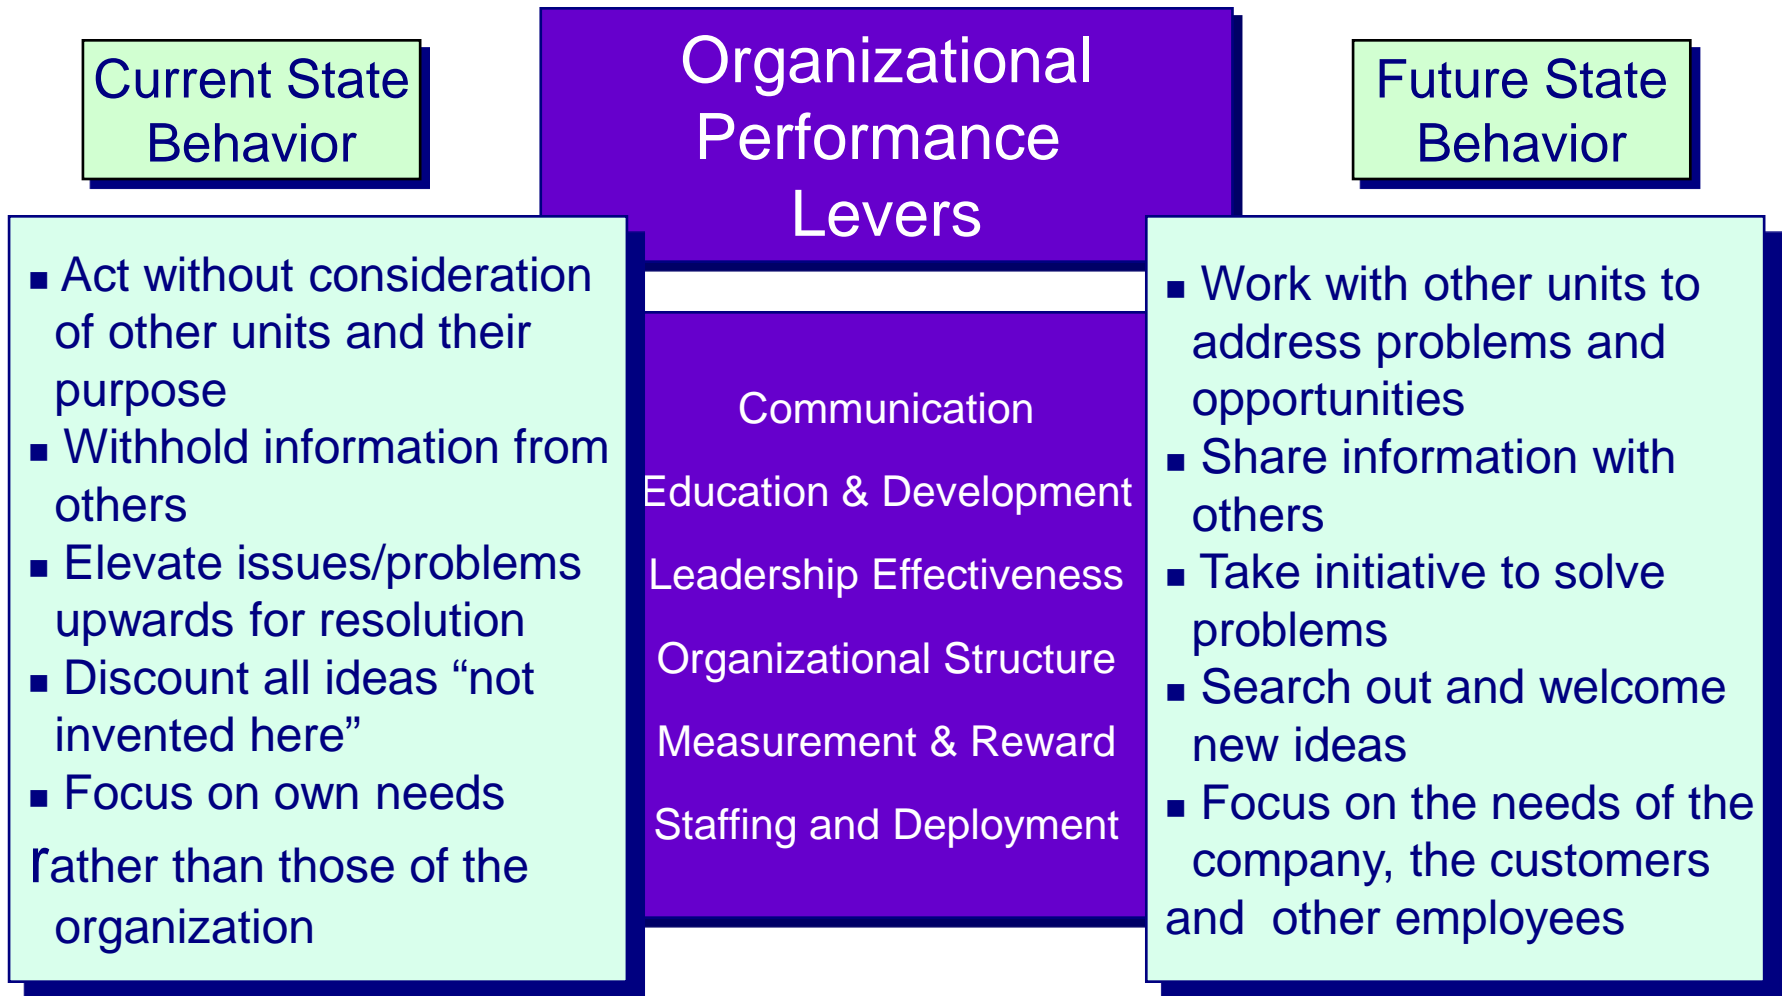 Current State
Behavior
Organizational
Performance
Levers
Future State
Behavior
▪ Act without consideration
of other units and their
purpose
▪ Withhold information from
others
▪ Elevate issues/problems
upwards for resolution
▪ Discount all ideas “not
invented here”
▪ Focus on own needs
rather than those of the
organization
Communication
Education & Development
Leadership Effectiveness
Organizational Structure
Measurement & Reward
Staffing and Deployment
▪ Work with other units to
address problems and
opportunities
▪ Share information with
others
▪ Take initiative to solve
problems
▪ Search out and welcome
new ideas
▪ Focus on the needs of the
company, the customers
and other employees